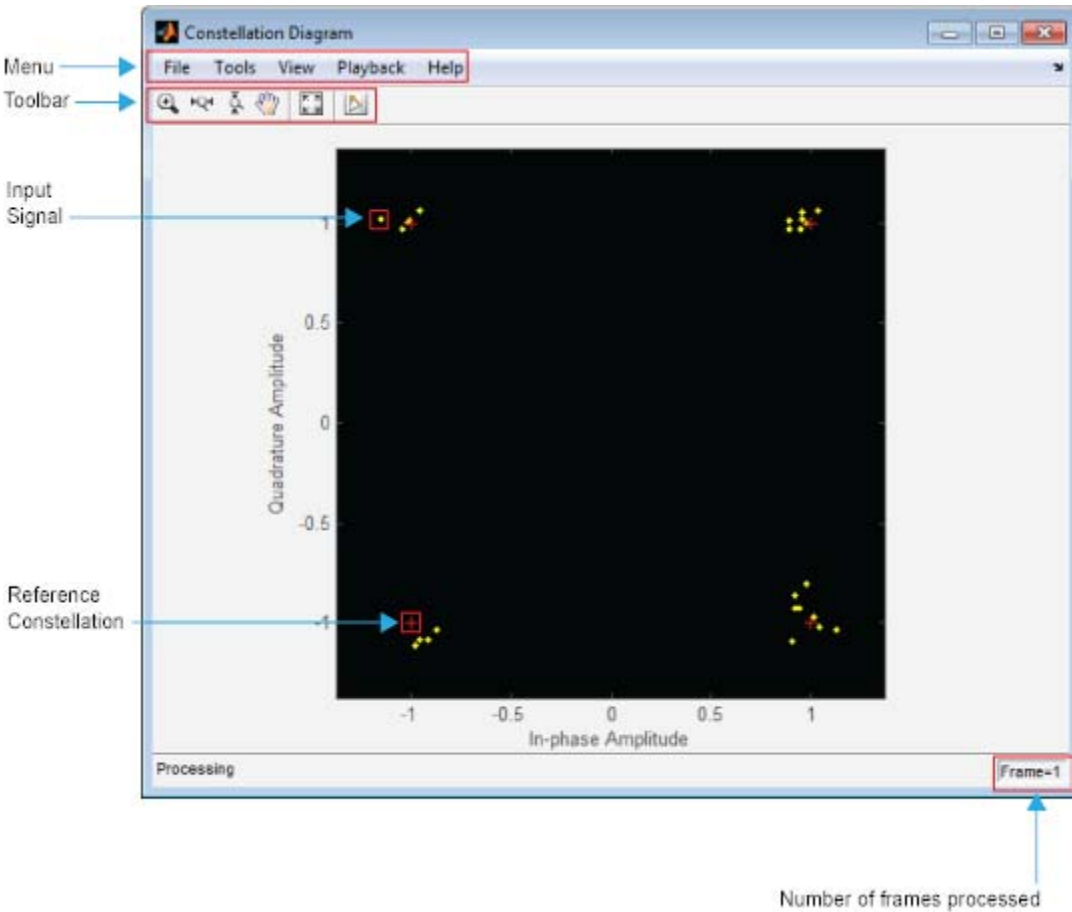 Constellation Diagram
Menu
File Tools View Playback Help
Toolbar
Input
Signal
1
0.5
Quadrature Amplitude
0
-0.5
Reference
Constellation
-1
-1 -0.5 0 0.5 1
In-phase Amplitude
Processing
Frame=1
Number of frames processed